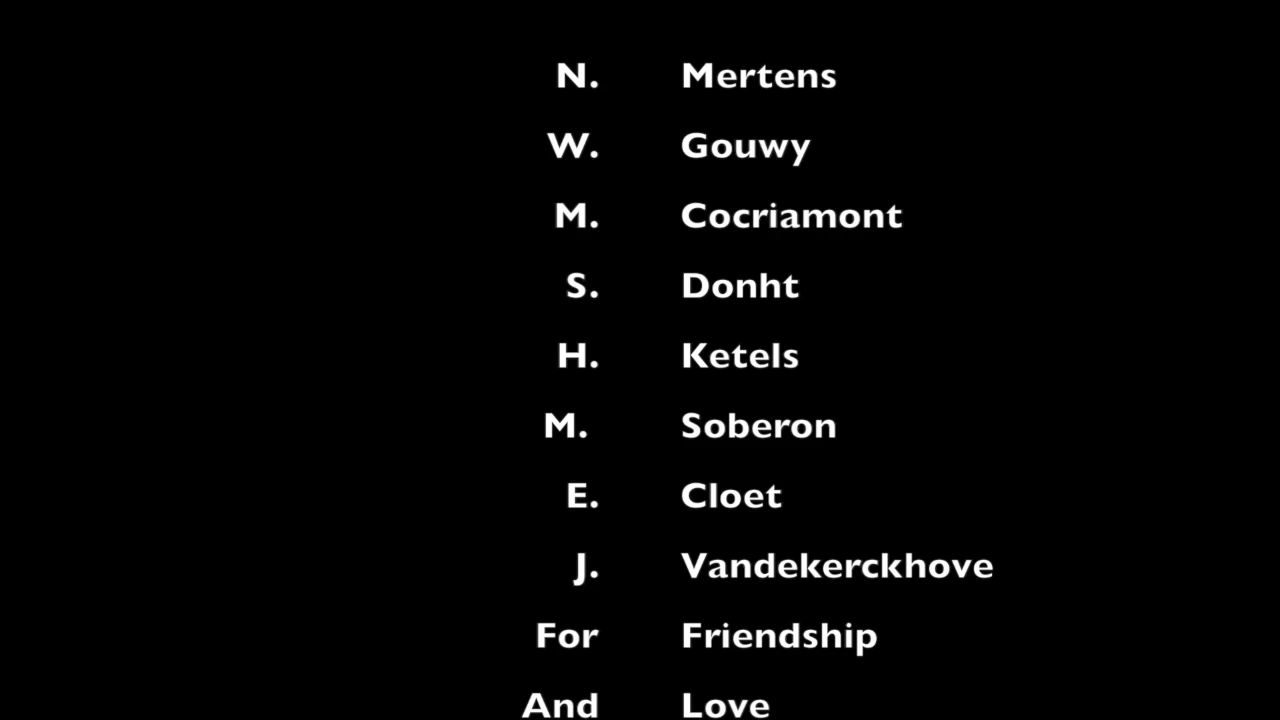 N. Mertens
W. Gouwy
M. Cocriamont
S. Donht
H. Ketels
M. Soberon
E. Cloet
J. Vandekerckhove
For Friendship
And Love